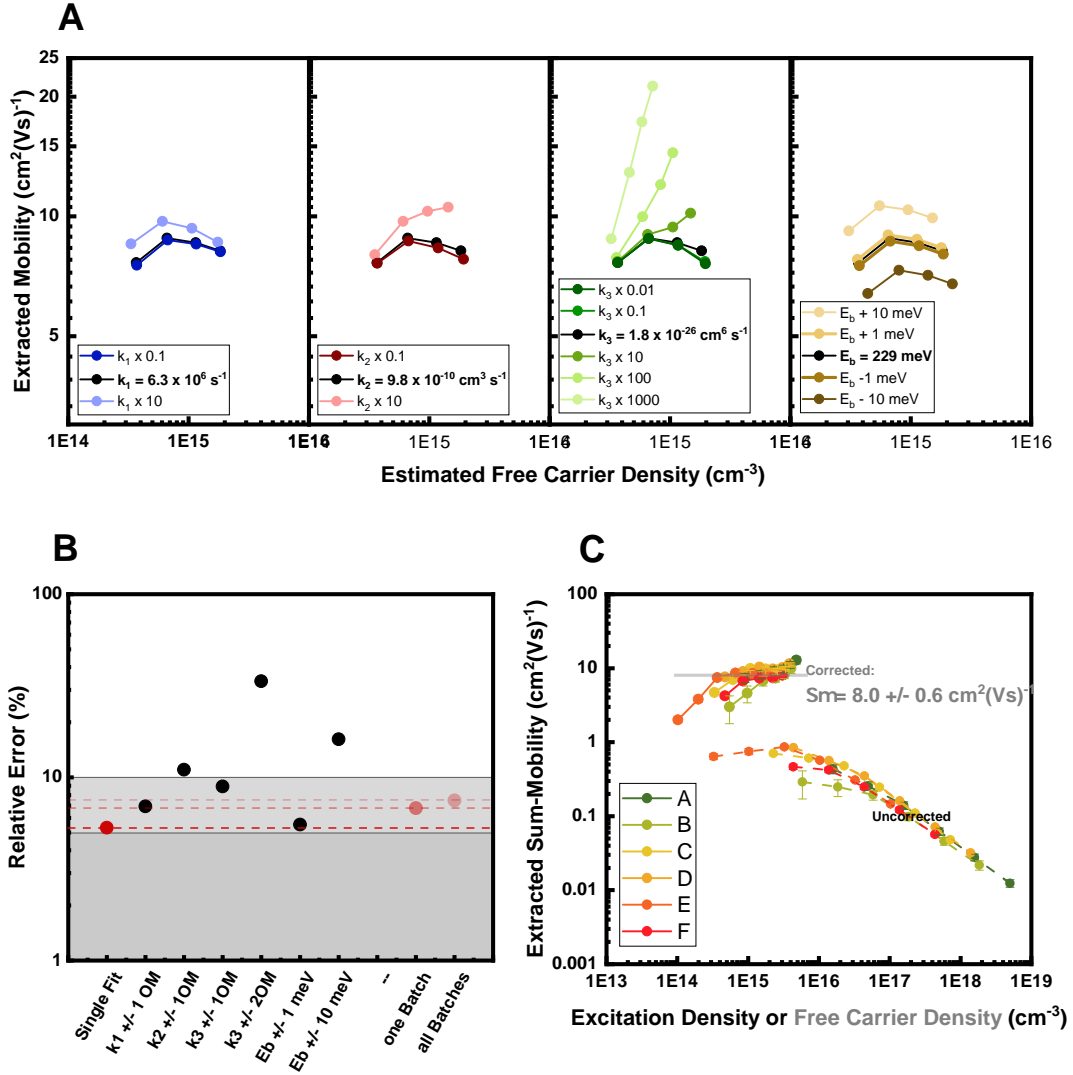 A
Extracted Mobility (cm²(Vs)⁻¹)
25
20
15
10
5
k₁ x 0.1
k₁ = 6.3 x 10⁶ s⁻¹
k₁ x 10
k₂ x 0.1
k₂ = 9.8 x 10⁻¹⁰ cm³ s⁻¹
k₂ x 10
k₃ x 0.01
k₃ x 0.1
k₃ = 1.8 x 10⁻²⁶ cm⁶ s⁻¹
k₃ x 10
k₃ x 100
k₃ x 1000
E_b + 10 meV
E_b + 1 meV
E_b = 229 meV
E_b -1 meV
E_b - 10 meV
1E14
1E15
1E15
1E15
1E15
1E16
Estimated Free Carrier Density (cm⁻³)
B
Relative Error (%)
100
10
1
Single Fit
k1 +/- 1 OM
k2 +/- 1OM
k3 +/- 1OM
k3 +/- 2OM
Eb +/- 1 meV
Eb +/- 10 meV
--
one Batch
all Batches
C
Extracted Sum-Mobility (cm²(Vs)⁻¹)
100
10
1
0.1
0.01
0.001
Corrected:
Sm= 8.0 +/- 0.6 cm²(Vs)⁻¹
Uncorrected
A
B
C
D
E
F
1E13 1E14 1E15 1E16 1E17 1E18 1E19
Excitation Density or Free Carrier Density (cm⁻³)